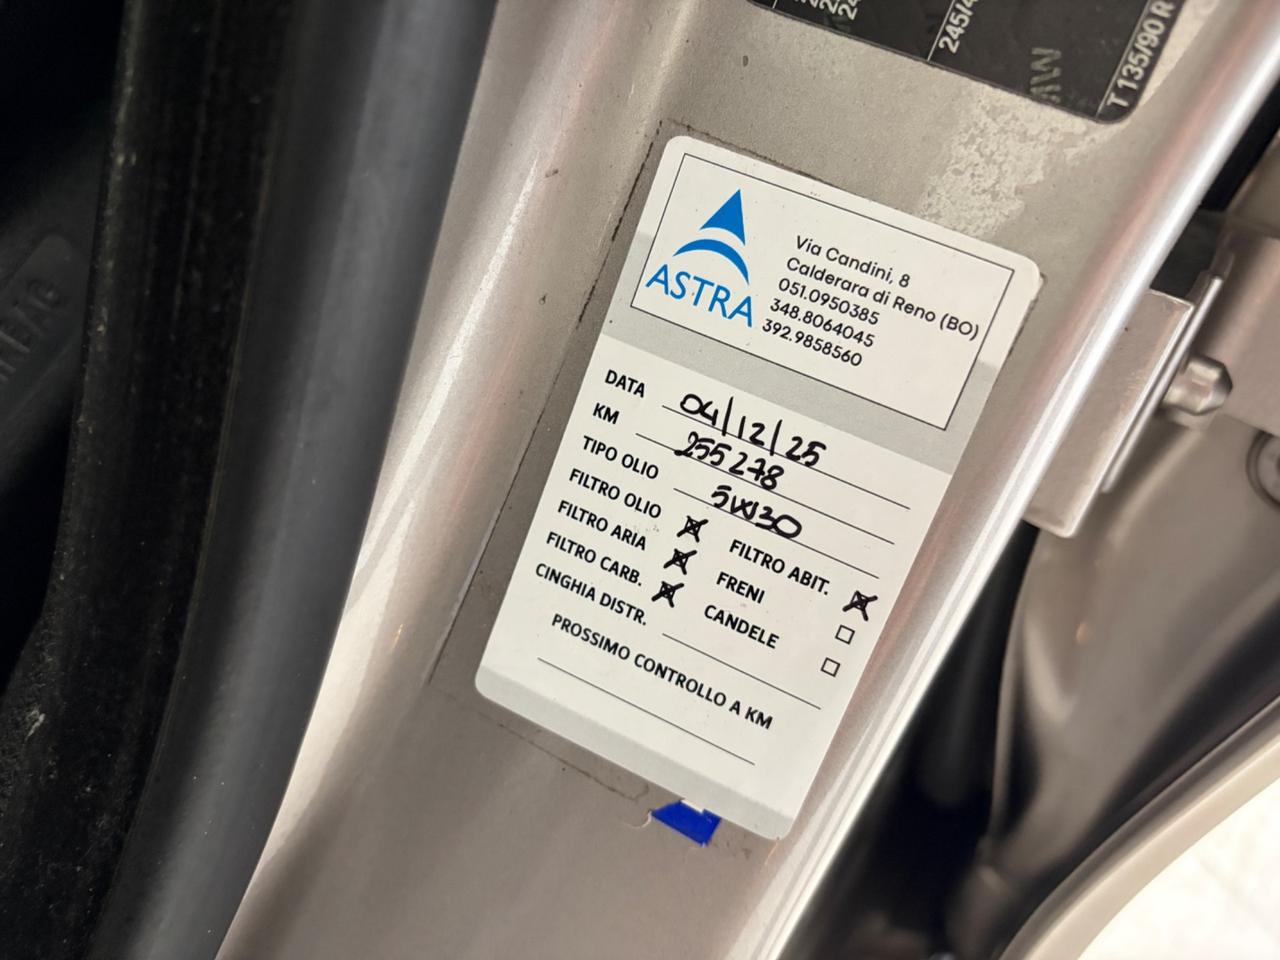 245/4
T 135/90 R
ASTRA
Via Candini, 8
Calderara di Reno (BO)
051.0950385
348.8064045
392.9858560
DATA 04/12/25
KM 255278
TIPO OLIO 5W30
FILTRO OLIO FILTRO ABIT.
FILTRO ARIA FRENI
FILTRO CARB. CANDELE
CINGHIA DISTR.
PROSSIMO CONTROLLO A KM